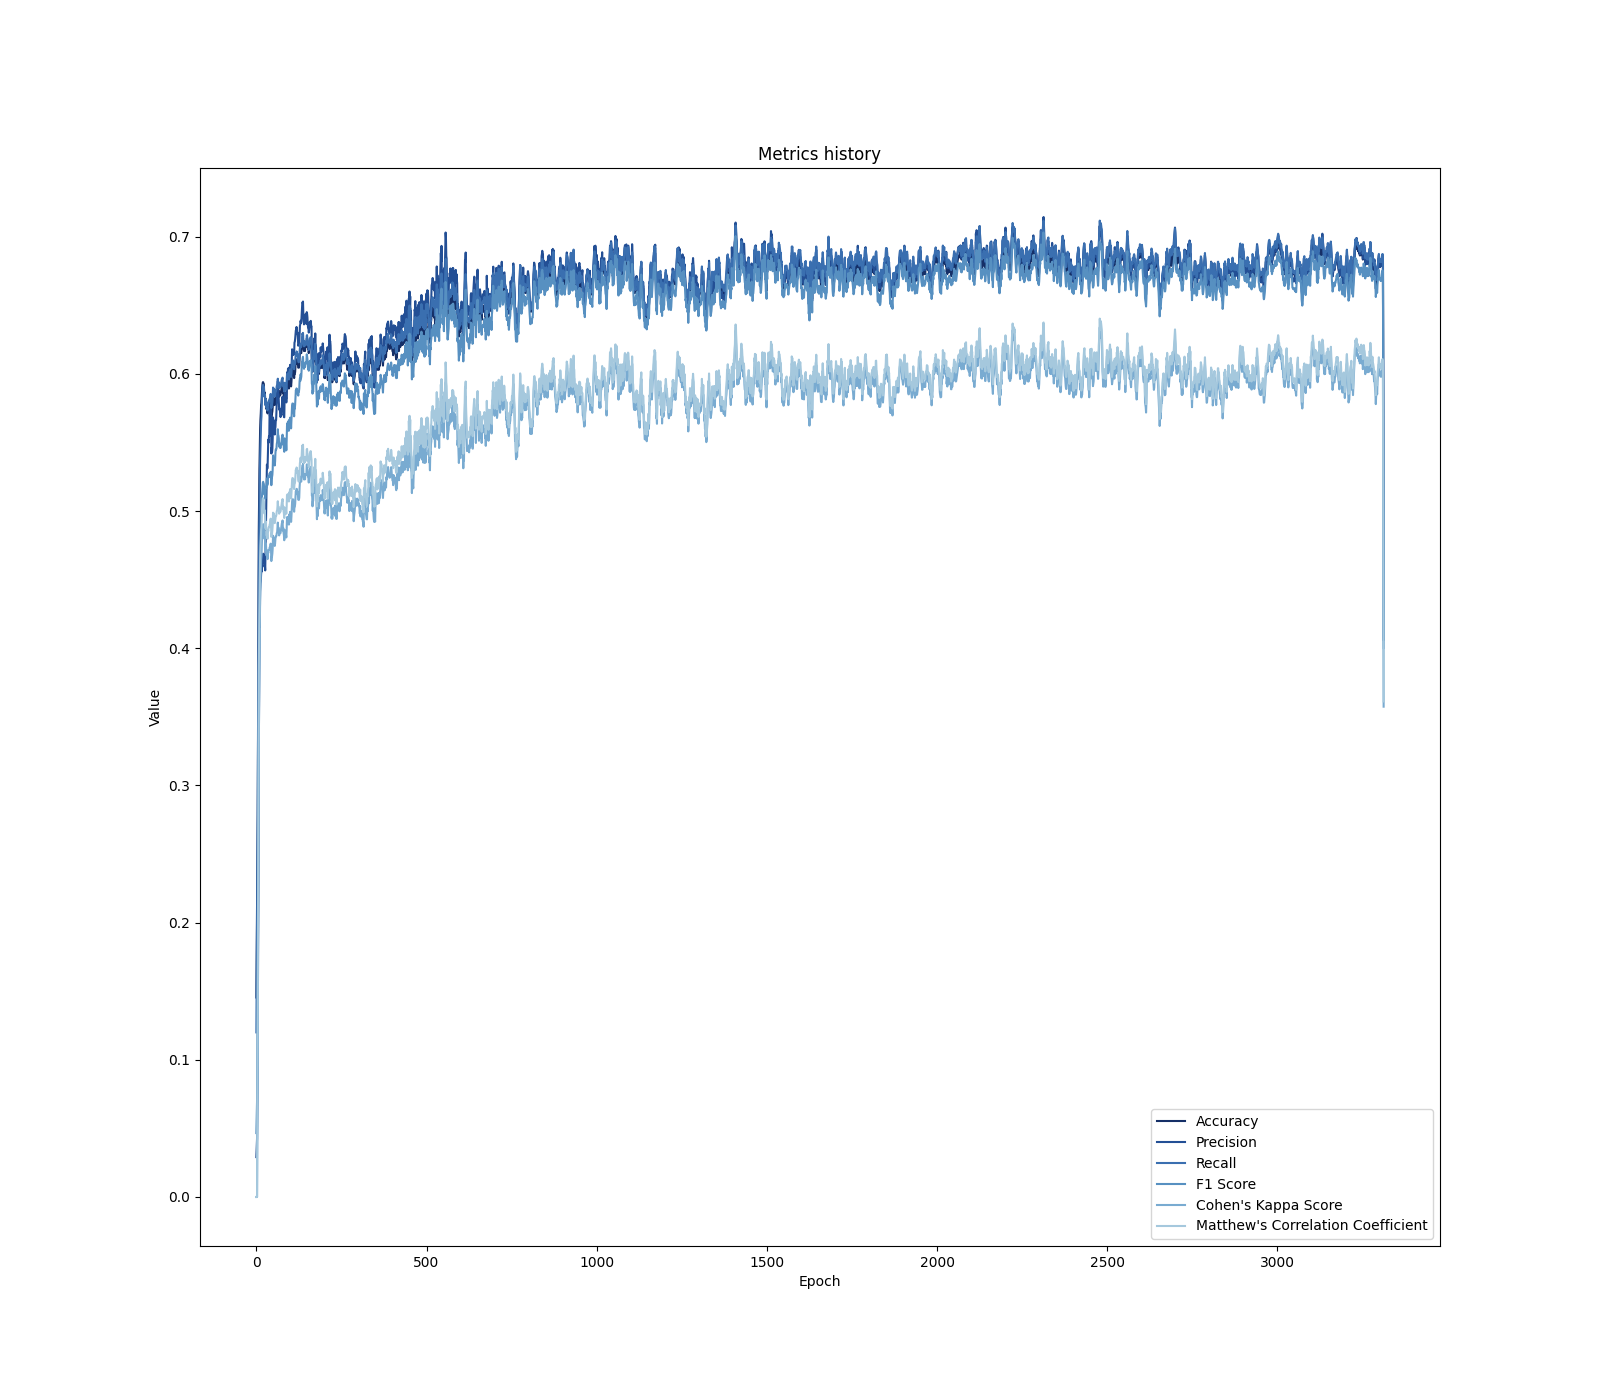 Metrics history
0.7
0.6
0.5
0.4
0.3
0.2
0.1
0.0
Value
0
500
1000
1500
2000
2500
3000
Epoch
Accuracy
Precision
Recall
F1 Score
Cohen's Kappa Score
Matthew's Correlation Coefficient